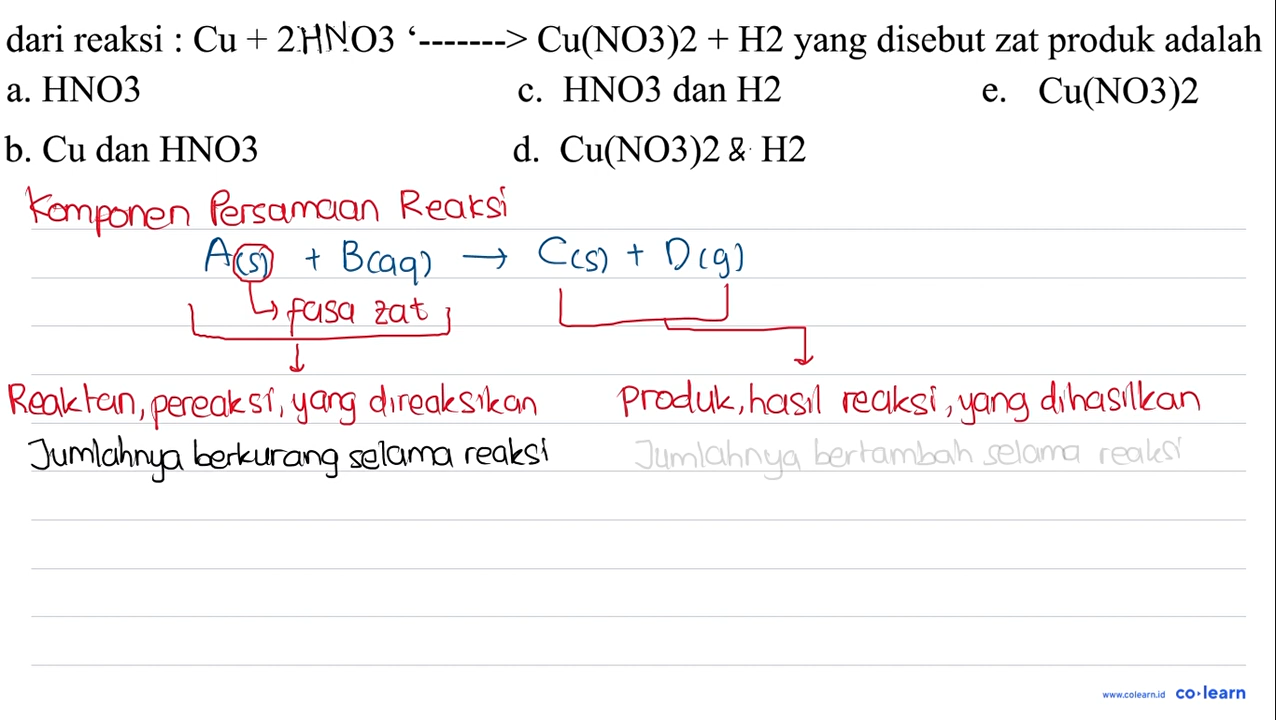 dari reaksi : Cu + 2HNO3 ‘-------> Cu(NO3)2 + H2 yang disebut zat produk adalah
a. HNO3 c. HNO3 dan H2 e. Cu(NO3)2
b. Cu dan HNO3 d. Cu(NO3)2 & H2
Komponen Persamaan Reaksi
A(s) + B(aq) → C(s) + D(g)
↳ fasa zat
Reaktan, pereaksi, yang direaksikan Produk, hasil reaksi, yang dihasilkan
Jumlahnya berkurang selama reaksi Jumlahnya bertambah selama reaksi
www.colearn.id co·learn